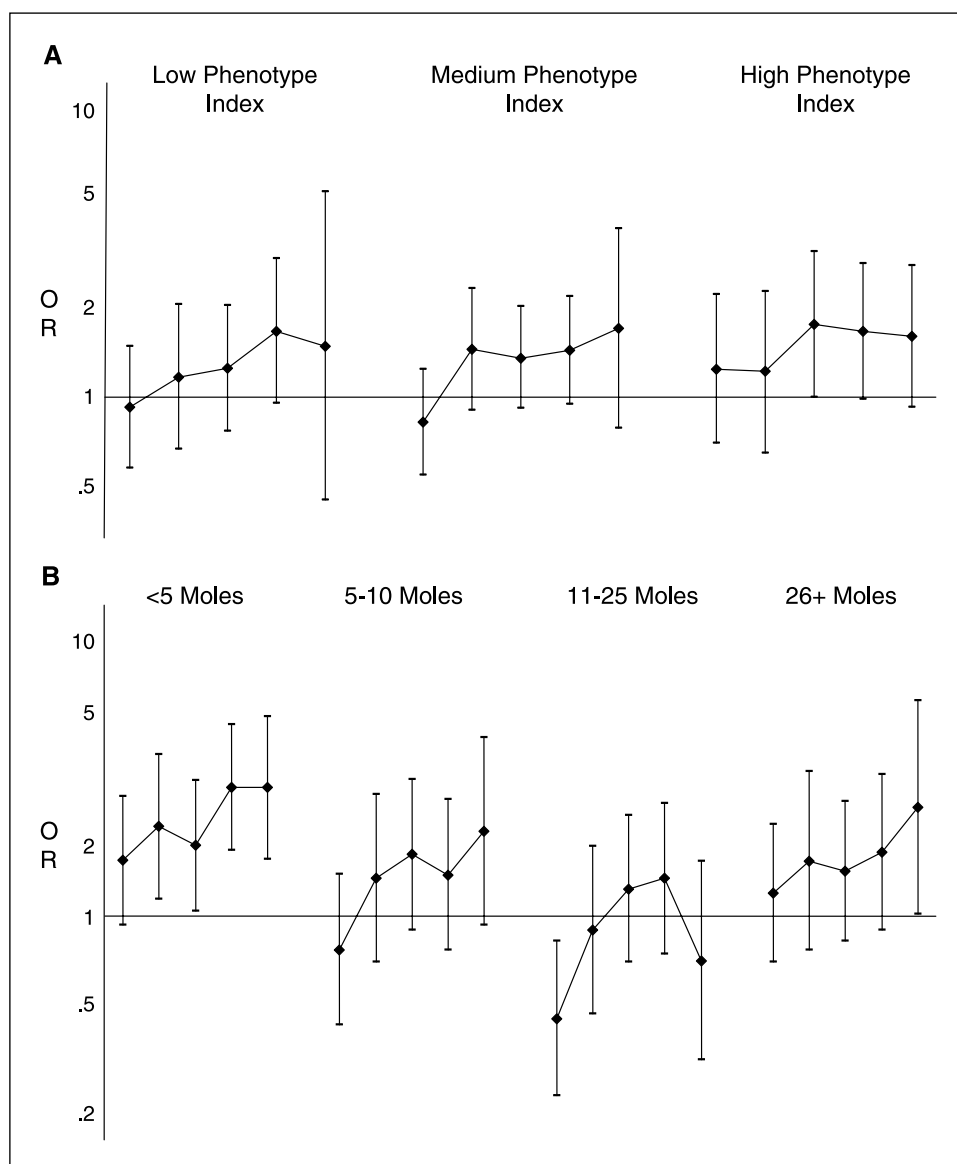 A
Low Phenotype
Index
Medium Phenotype
Index
High Phenotype
Index
10
5
2
1
.5
O
R
B
<5 Moles
5-10 Moles
11-25 Moles
26+ Moles
10
5
2
1
.5
.2
O
R